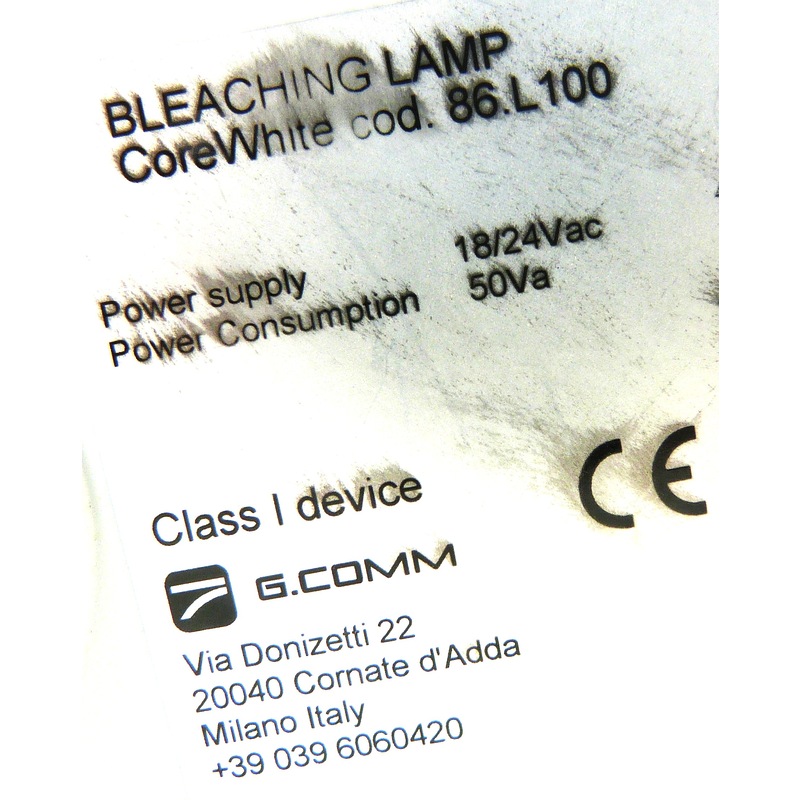 BLEACHING LAMP
CoreWhite cod. 86.L100
Power supply 18/24Vac
Power Consumption 50Va
CE
Class I device
G.COMM
Via Donizetti 22
20040 Cornate d'Adda
Milano Italy
+39 039 6060420